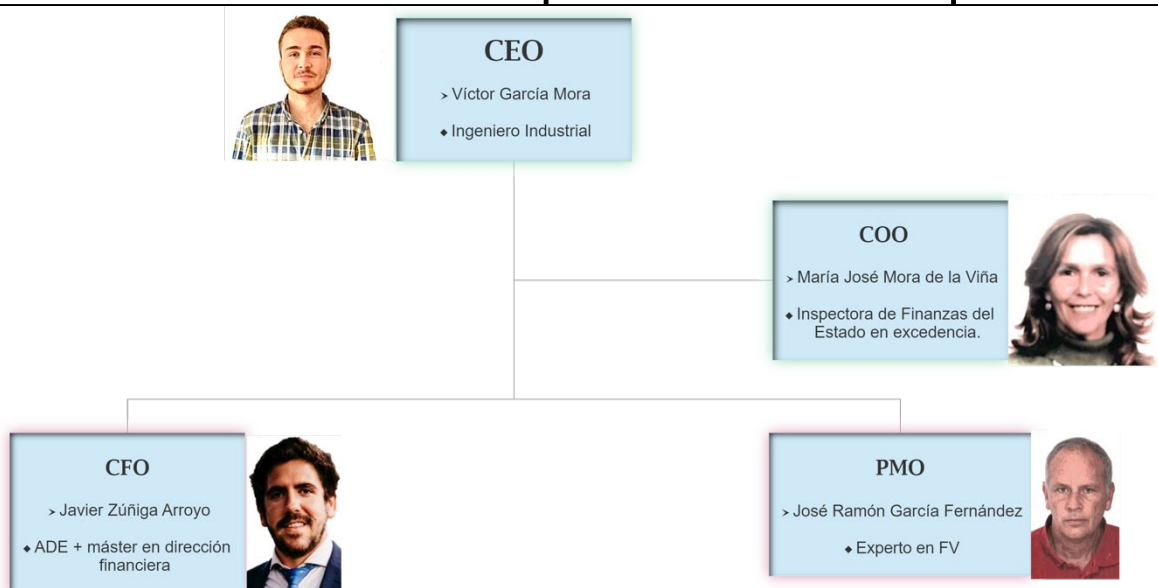 CEO
➢ Víctor García Mora
◆ Ingeniero Industrial
COO
➢ María José Mora de la Viña
◆ Inspectora de Finanzas del
Estado en excedencia.
CFO
➢ Javier Zúñiga Arroyo
◆ ADE + máster en dirección
financiera
PMO
➢ José Ramón García Fernández
◆ Experto en FV